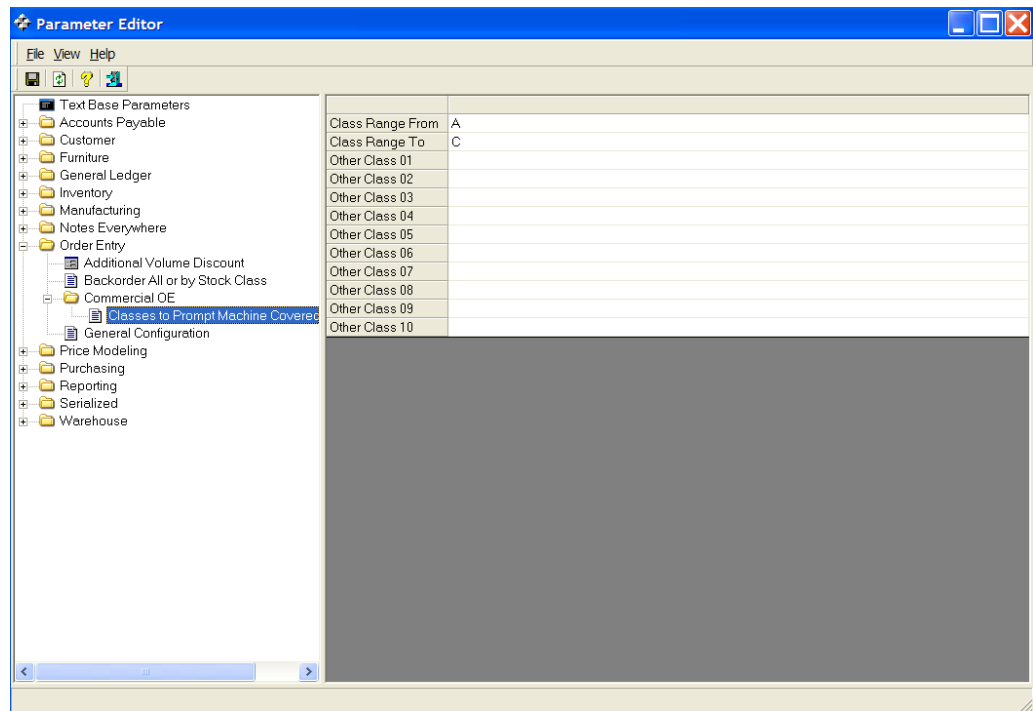 Parameter Editor
File View Help
Text Base Parameters
Accounts Payable
Customer
Furniture
General Ledger
Inventory
Manufacturing
Notes Everywhere
Order Entry
Additional Volume Discount
Backorder All or by Stock Class
Commercial OE
Classes to Prompt Machine Covered
General Configuration
Price Modeling
Purchasing
Reporting
Serialized
Warehouse
Class Range From A
Class Range To C
Other Class 01
Other Class 02
Other Class 03
Other Class 04
Other Class 05
Other Class 06
Other Class 07
Other Class 08
Other Class 09
Other Class 10